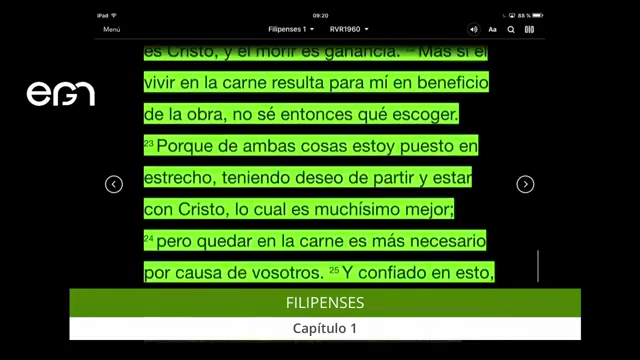 iPad
09:20
88 %
Menú
Filipenses 1
RVR1960
Aa
es Cristo, y el morir es ganancia. Mas si el
vivir en la carne resulta para mí en beneficio
de la obra, no sé entonces qué escoger.
23 Porque de ambas cosas estoy puesto en
estrecho, teniendo deseo de partir y estar
con Cristo, lo cual es muchísimo mejor;
24 pero quedar en la carne es más necesario
por causa de vosotros. 25 Y confiado en esto,
FILIPENSES
Capítulo 1